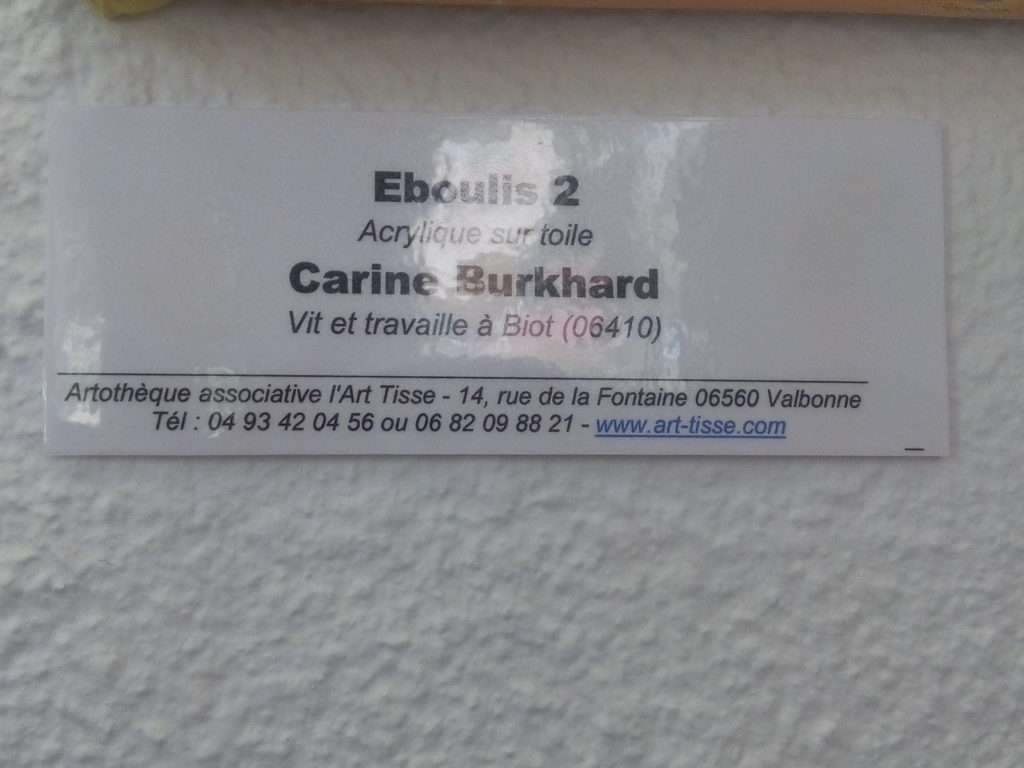 Eboulis 2
Acrylique sur toile
Carine Burkhard
Vit et travaille à Biot (06410)
Artothèque associative l'Art Tisse - 14, rue de la Fontaine 06560 Valbonne
Tél : 04 93 42 04 56 ou 06 82 09 88 21 - www.art-tisse.com